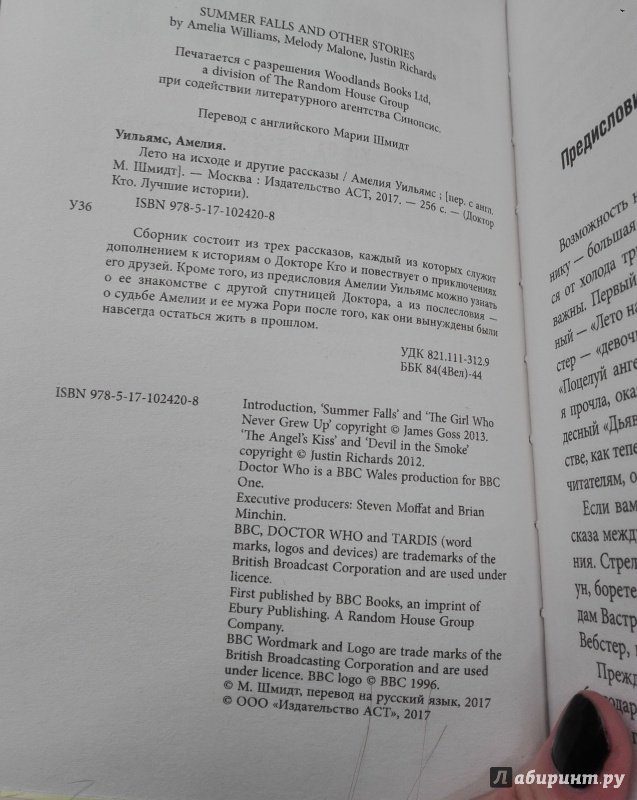 SUMMER FALLS AND OTHER STORIES
by Amelia Williams, Melody Malone, Justin Richards
Печатается с разрешения Woodlands Books Ltd,
a division of The Random House Group
при содействии литературного агентства Синопсис.
Перевод с английского Марии Шмидт
Уильямс, Амелия.
Лето на исходе и другие рассказы / Амелия Уильямс ; [пер. с англ.
М. Шмидт]. — Москва : Издательство АСТ, 2017. — 256 с. — (Доктор
Кто. Лучшие истории).
У36
ISBN 978-5-17-102420-8
Сборник состоит из трех рассказов, каждый из которых служит
дополнением к историям о Докторе Кто и повествует о приключениях
его друзей. Кроме того, из предисловия Амелии Уильямс можно узнать
о ее знакомстве с другой спутницей Доктора, а из послесловия —
о судьбе Амелии и ее мужа Рори после того, как они вынуждены были
навсегда остаться жить в прошлом.
УДК 821.111-312.9
ББК 84(4Вел)-44
ISBN 978-5-17-102420-8
Introduction, ‘Summer Falls’ and ‘The Girl Who
Never Grew Up’ copyright © James Goss 2013.
‘The Angel’s Kiss’ and ‘Devil in the Smoke’
copyright © Justin Richards 2012.
Doctor Who is a BBC Wales production for BBC
One.
Executive producers: Steven Moffat and Brian
Minchin.
BBC, DOCTOR WHO and TARDIS (word
marks, logos and devices) are trademarks of the
British Broadcast Corporation and are used under
licence.
First published by BBC Books, an imprint of
Ebury Publishing. A Random House Group
Company.
BBC Wordmark and Logo are trade marks of the
British Broadcasting Corporation and are used
under licence. BBC logo © BBC 1996.
© М. Шмидт, перевод на русский язык, 2017
© ООО «Издательство АСТ», 2017
Предислови
Возможность н
нику — большая
ся от холода тр
важны. Первый
ный — «Лето на
стер — «девоч
«Поцелуй анге
я прочла, ока
десный «Дья
стве, как тепе
читателям, о
Если вам
сказа между
ния. Стрел
ун, борете
дам Вастр
Вебстер, 
Прежд
лабиринт.ру